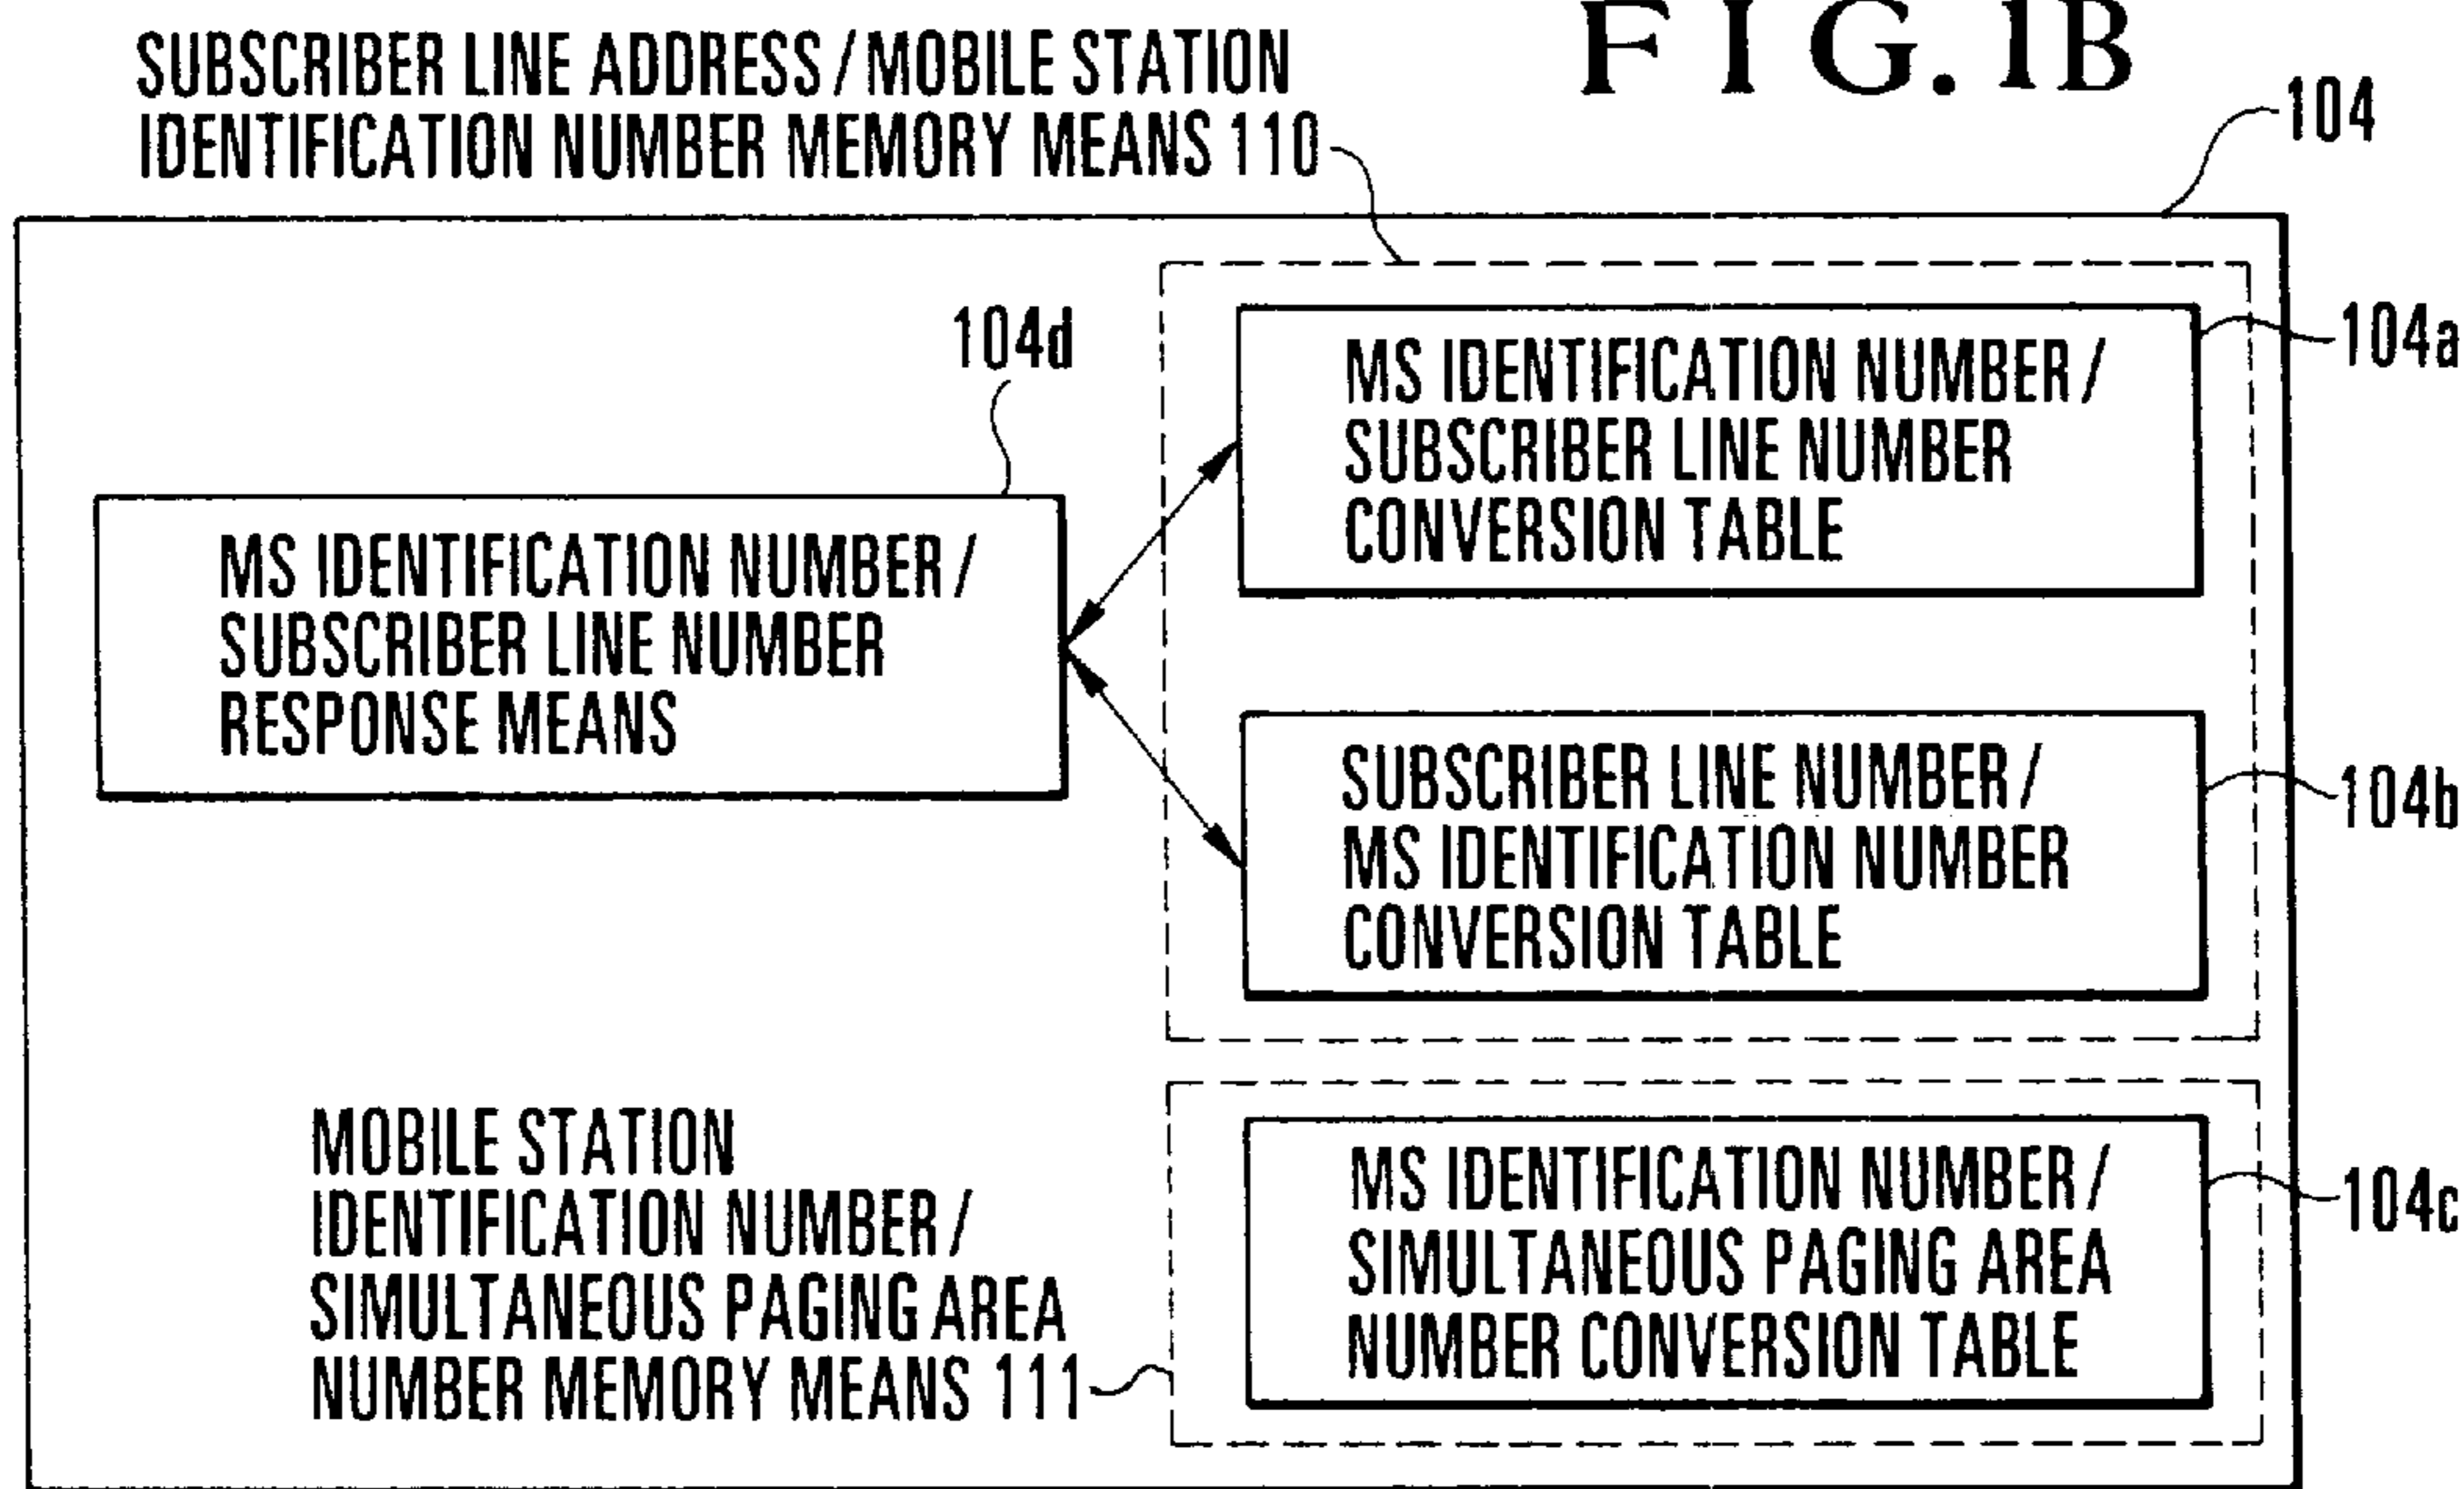 FIG. 1B
SUBSCRIBER LINE ADDRESS / MOBILE STATION
IDENTIFICATION NUMBER MEMORY MEANS 110
104
104d
104a
MS IDENTIFICATION NUMBER /
SUBSCRIBER LINE NUMBER
CONVERSION TABLE
MS IDENTIFICATION NUMBER /
SUBSCRIBER LINE NUMBER
RESPONSE MEANS
SUBSCRIBER LINE NUMBER /
MS IDENTIFICATION NUMBER
CONVERSION TABLE
104b
MOBILE STATION
IDENTIFICATION NUMBER /
SIMULTANEOUS PAGING AREA
NUMBER MEMORY MEANS 111
MS IDENTIFICATION NUMBER /
SIMULTANEOUS PAGING AREA
NUMBER CONVERSION TABLE
104c